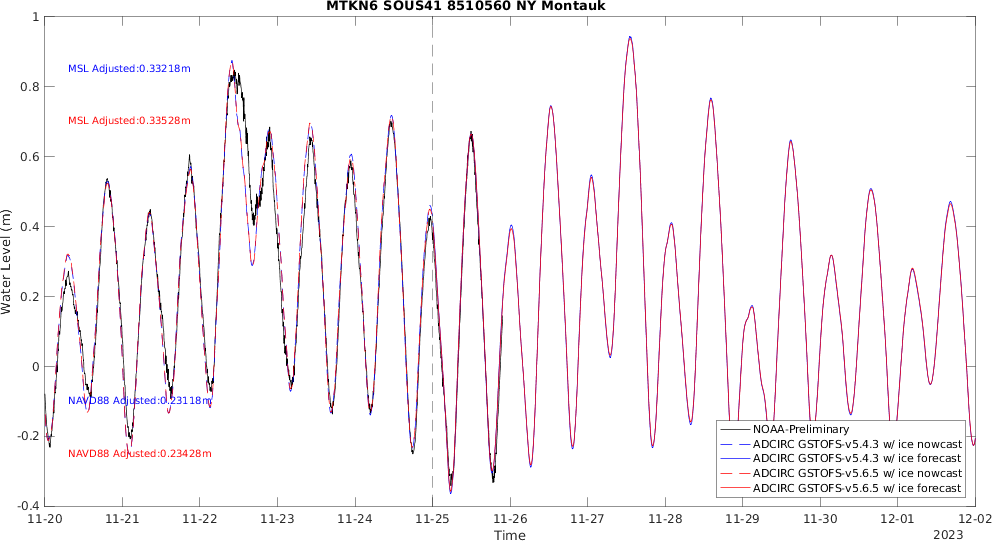 MTKN6 SOUS41 8510560 NY Montauk
Water Level (m)
1
0.8
0.6
0.4
0.2
0
-0.2
-0.4
MSL Adjusted:0.33218m
MSL Adjusted:0.33528m
NAVD88 Adjusted:0.23118m
NAVD88 Adjusted:0.23428m
NOAA-Preliminary
ADCIRC GSTOFS-v5.4.3 w/ ice nowcast
ADCIRC GSTOFS-v5.4.3 w/ ice forecast
ADCIRC GSTOFS-v5.6.5 w/ ice nowcast
ADCIRC GSTOFS-v5.6.5 w/ ice forecast
11-20 11-21 11-22 11-23 11-24 11-25 11-26 11-27 11-28 11-29 11-30 12-01 12-02
Time
2023